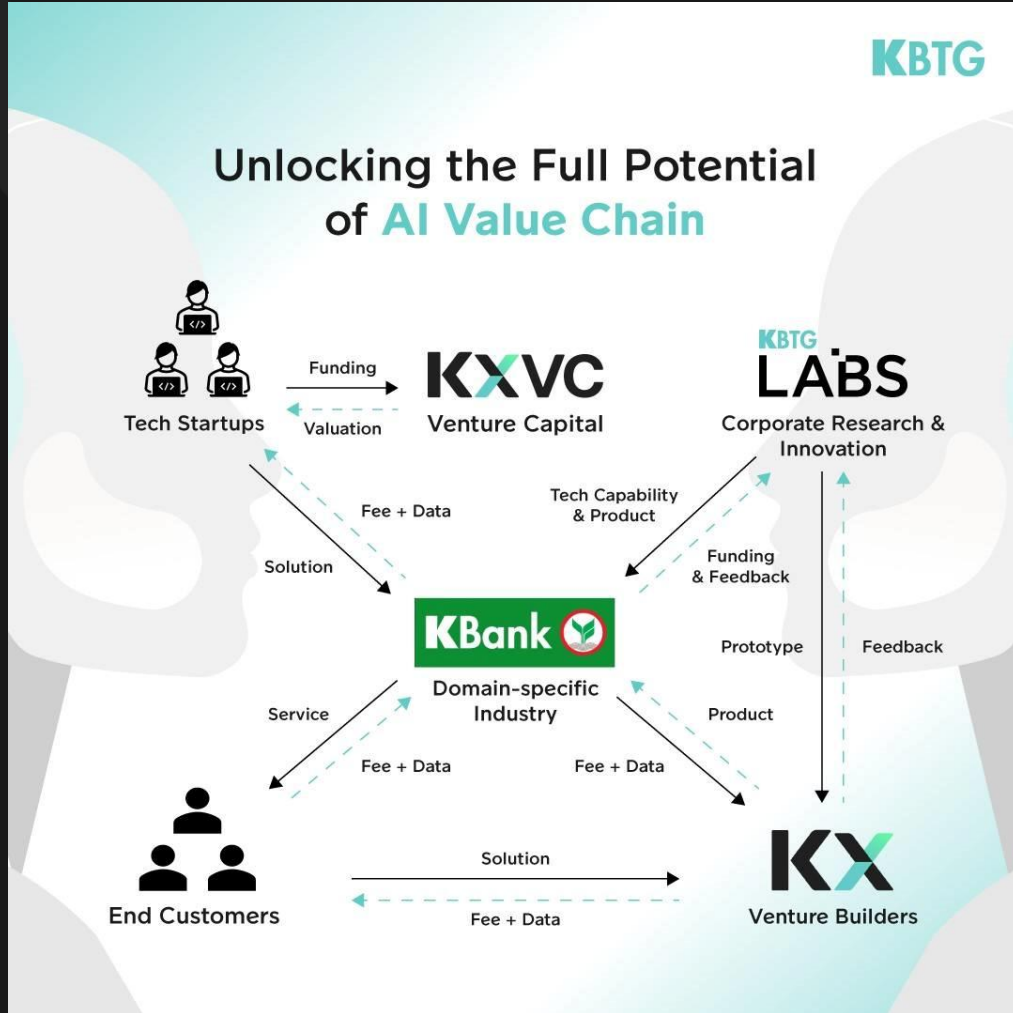 KBTG
Unlocking the Full Potential
of AI Value Chain
</>
</>
</>
Tech Startups
Funding
Valuation
KXVC
Venture Capital
KBTG
LABS
Corporate Research &
Innovation
Fee + Data
Solution
Tech Capability
& Product
Funding
& Feedback
KBank
Domain-specific
Industry
Prototype
Feedback
Service
Fee + Data
Product
Fee + Data
End Customers
Solution
Fee + Data
KX
Venture Builders